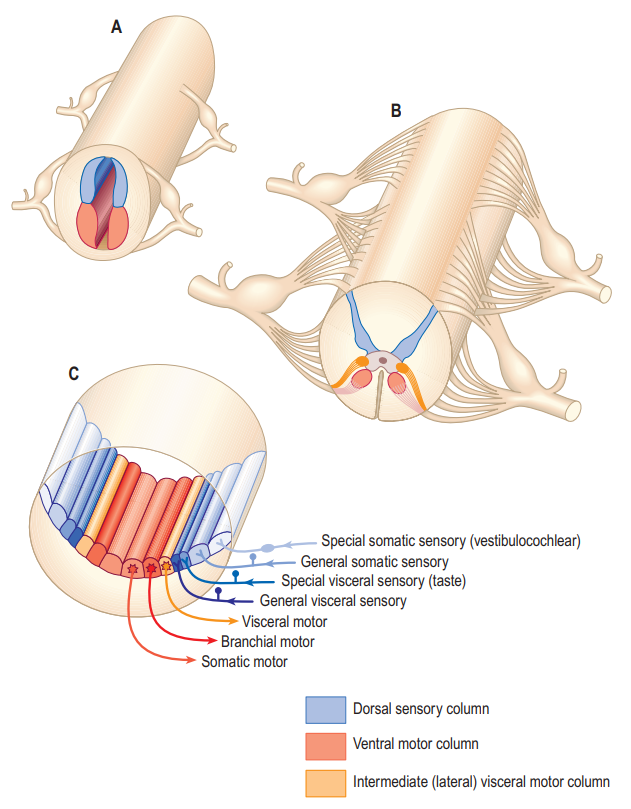 A
B
C
Special somatic sensory (vestibulocochlear)
General somatic sensory
Special visceral sensory (taste)
General visceral sensory
Visceral motor
Branchial motor
Somatic motor
Dorsal sensory column
Ventral motor column
Intermediate (lateral) visceral motor column